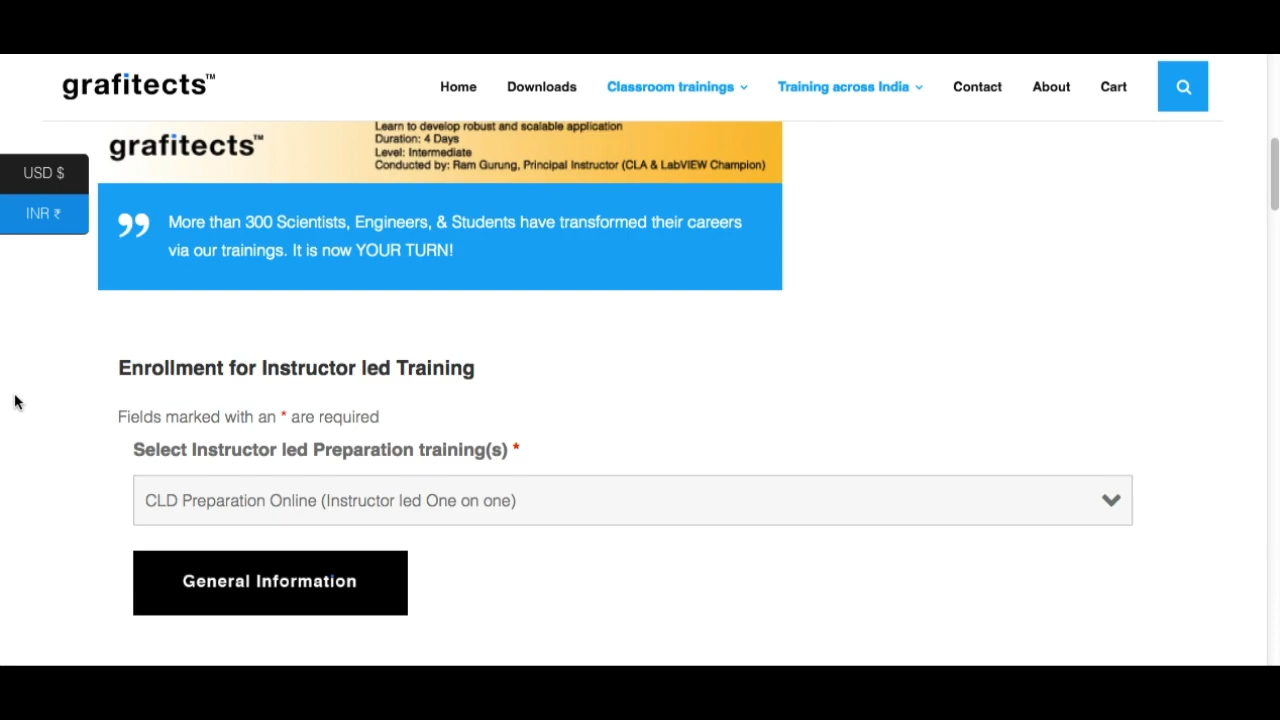 grafitects™
Home
Downloads
Classroom trainings
Training across India
Contact
About
Cart
grafitects™
Learn to develop robust and scalable application
Duration: 4 Days
Level: Intermediate
Conducted by: Ram Gurung, Principal Instructor (CLA & LabVIEW Champion)
USD $
INR ₹
More than 300 Scientists, Engineers, & Students have transformed their careers
via our trainings. It is now YOUR TURN!
Enrollment for Instructor led Training
Fields marked with an * are required
Select Instructor led Preparation training(s) *
CLD Preparation Online (Instructor led One on one)
General Information